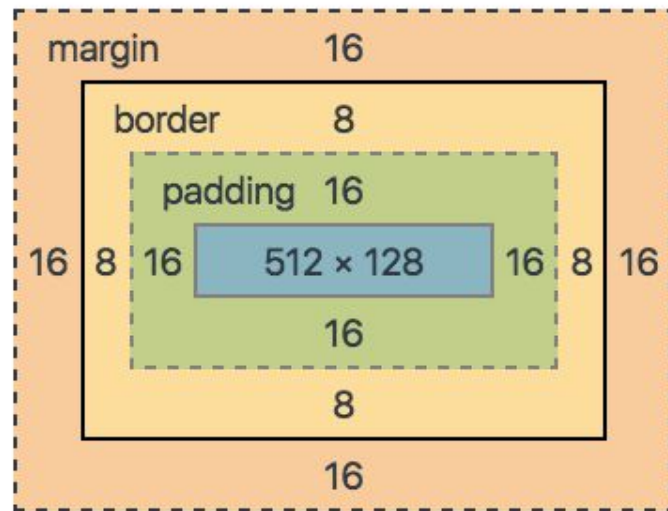 margin 16
border 8
padding 16
16 8 16 512 × 128 16 8 16
16
8
16